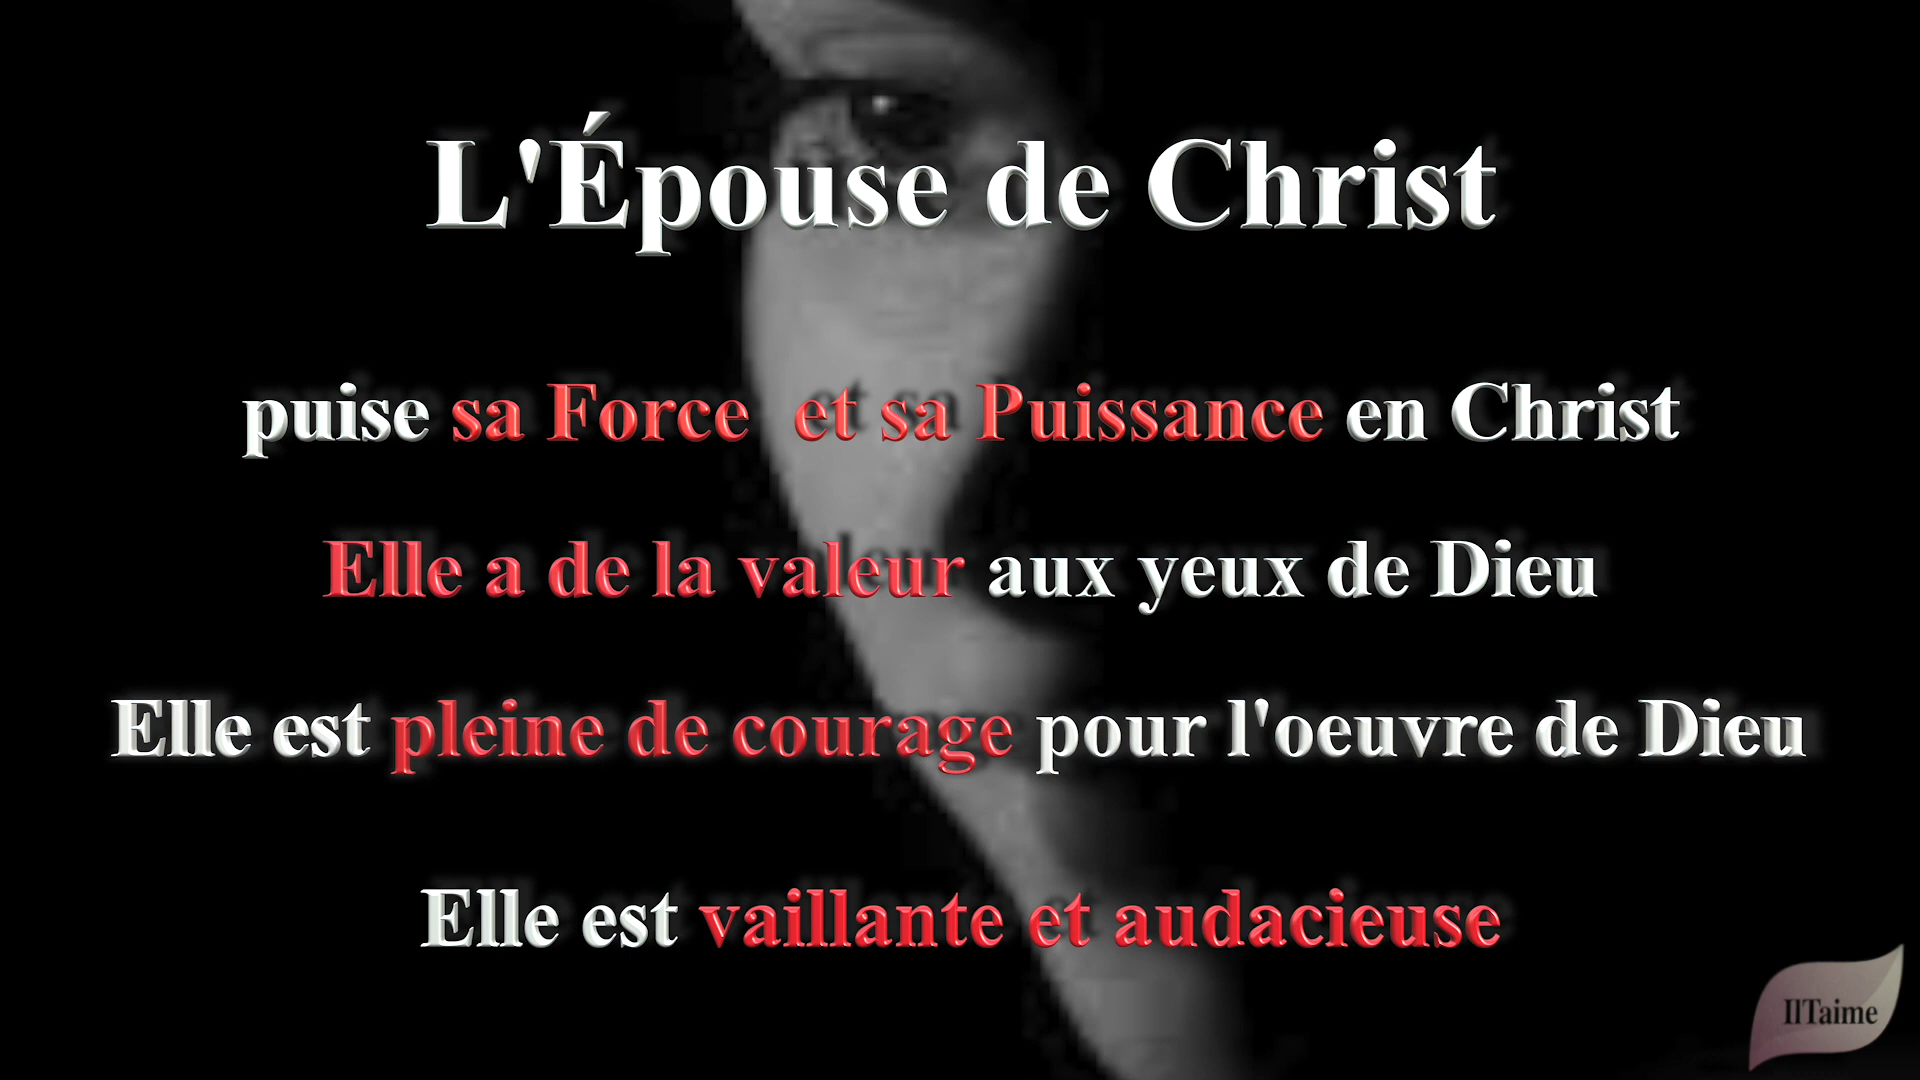 L'Épouse de Christ
puise sa Force et sa Puissance en Christ
Elle a de la valeur aux yeux de Dieu
Elle est pleine de courage pour l'oeuvre de Dieu
Elle est vaillante et audacieuse
IlTaime